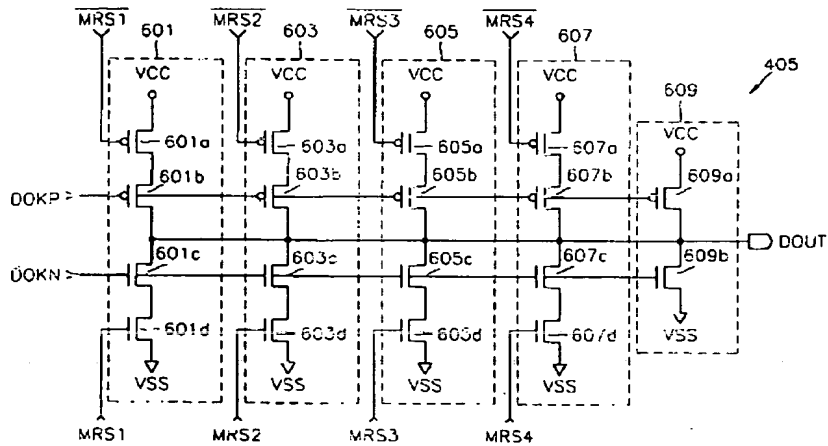 MRS1 601 MRS2 603 MRS3 605 MRS4 607
405
VCC VCC VCC VCC 609
VCC
601a 603a 605a 607a
601b 603b 605b 607b 609a
DOKP
DOUT
DOKN 601c 603c 605c 607c 609b
601d 603d 605d 607d VSS
VSS VSS VSS VSS
MRS1 MRS2 MRS3 MRS4